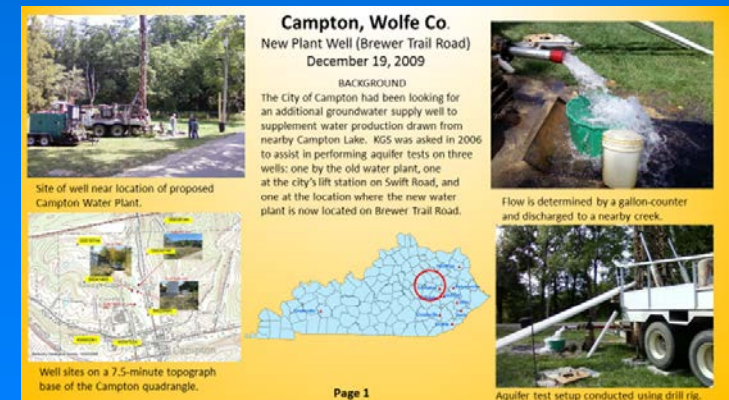 Campton, Wolfe Co.
New Plant Well (Brewer Trail Road)
December 19, 2009
BACKGROUND
The City of Campton had been looking for
an additional groundwater supply well to
supplement water production drawn from
nearby Campton Lake. KGS was asked in 2006
to assist in performing aquifer tests on three
wells: one by the old water plant, one
at the city's lift station on Swift Road, and
one at the location where the new water
plant is now located on Brewer Trail Road.
Site of well near location of proposed
Campton Water Plant.
Well sites on a 7.5-minute topograph
base of the Campton quadrangle.
Flow is determined by a gallon-counter
and discharged to a nearby creek.
Aquifer test setup conducted using drill rig.
Page 1